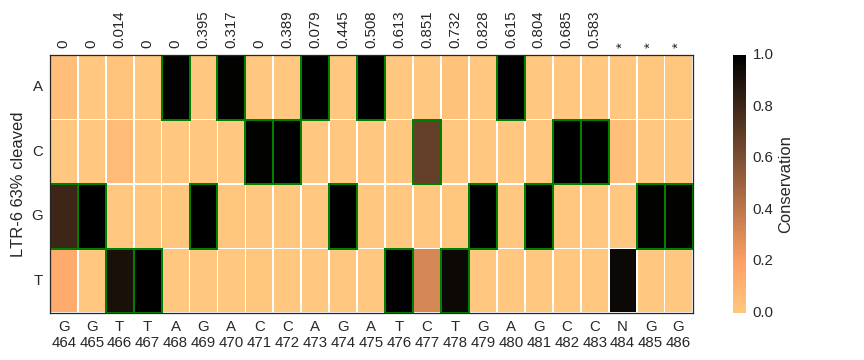 0 0 0.014 0 0 0.395 0.317 0 0.389 0.079 0.445 0.508 0.613 0.851 0.732 0.828 0.615 0.804 0.685 0.583 * * *
1.0
A
0.8
C
0.6
LTR-6 63% cleaved
Conservation
0.4
G
0.2
T
0.0
G G T T A G A C C A G A T C T G A G C C N G G
464 465 466 467 468 469 470 471 472 473 474 475 476 477 478 479 480 481 482 483 484 485 486